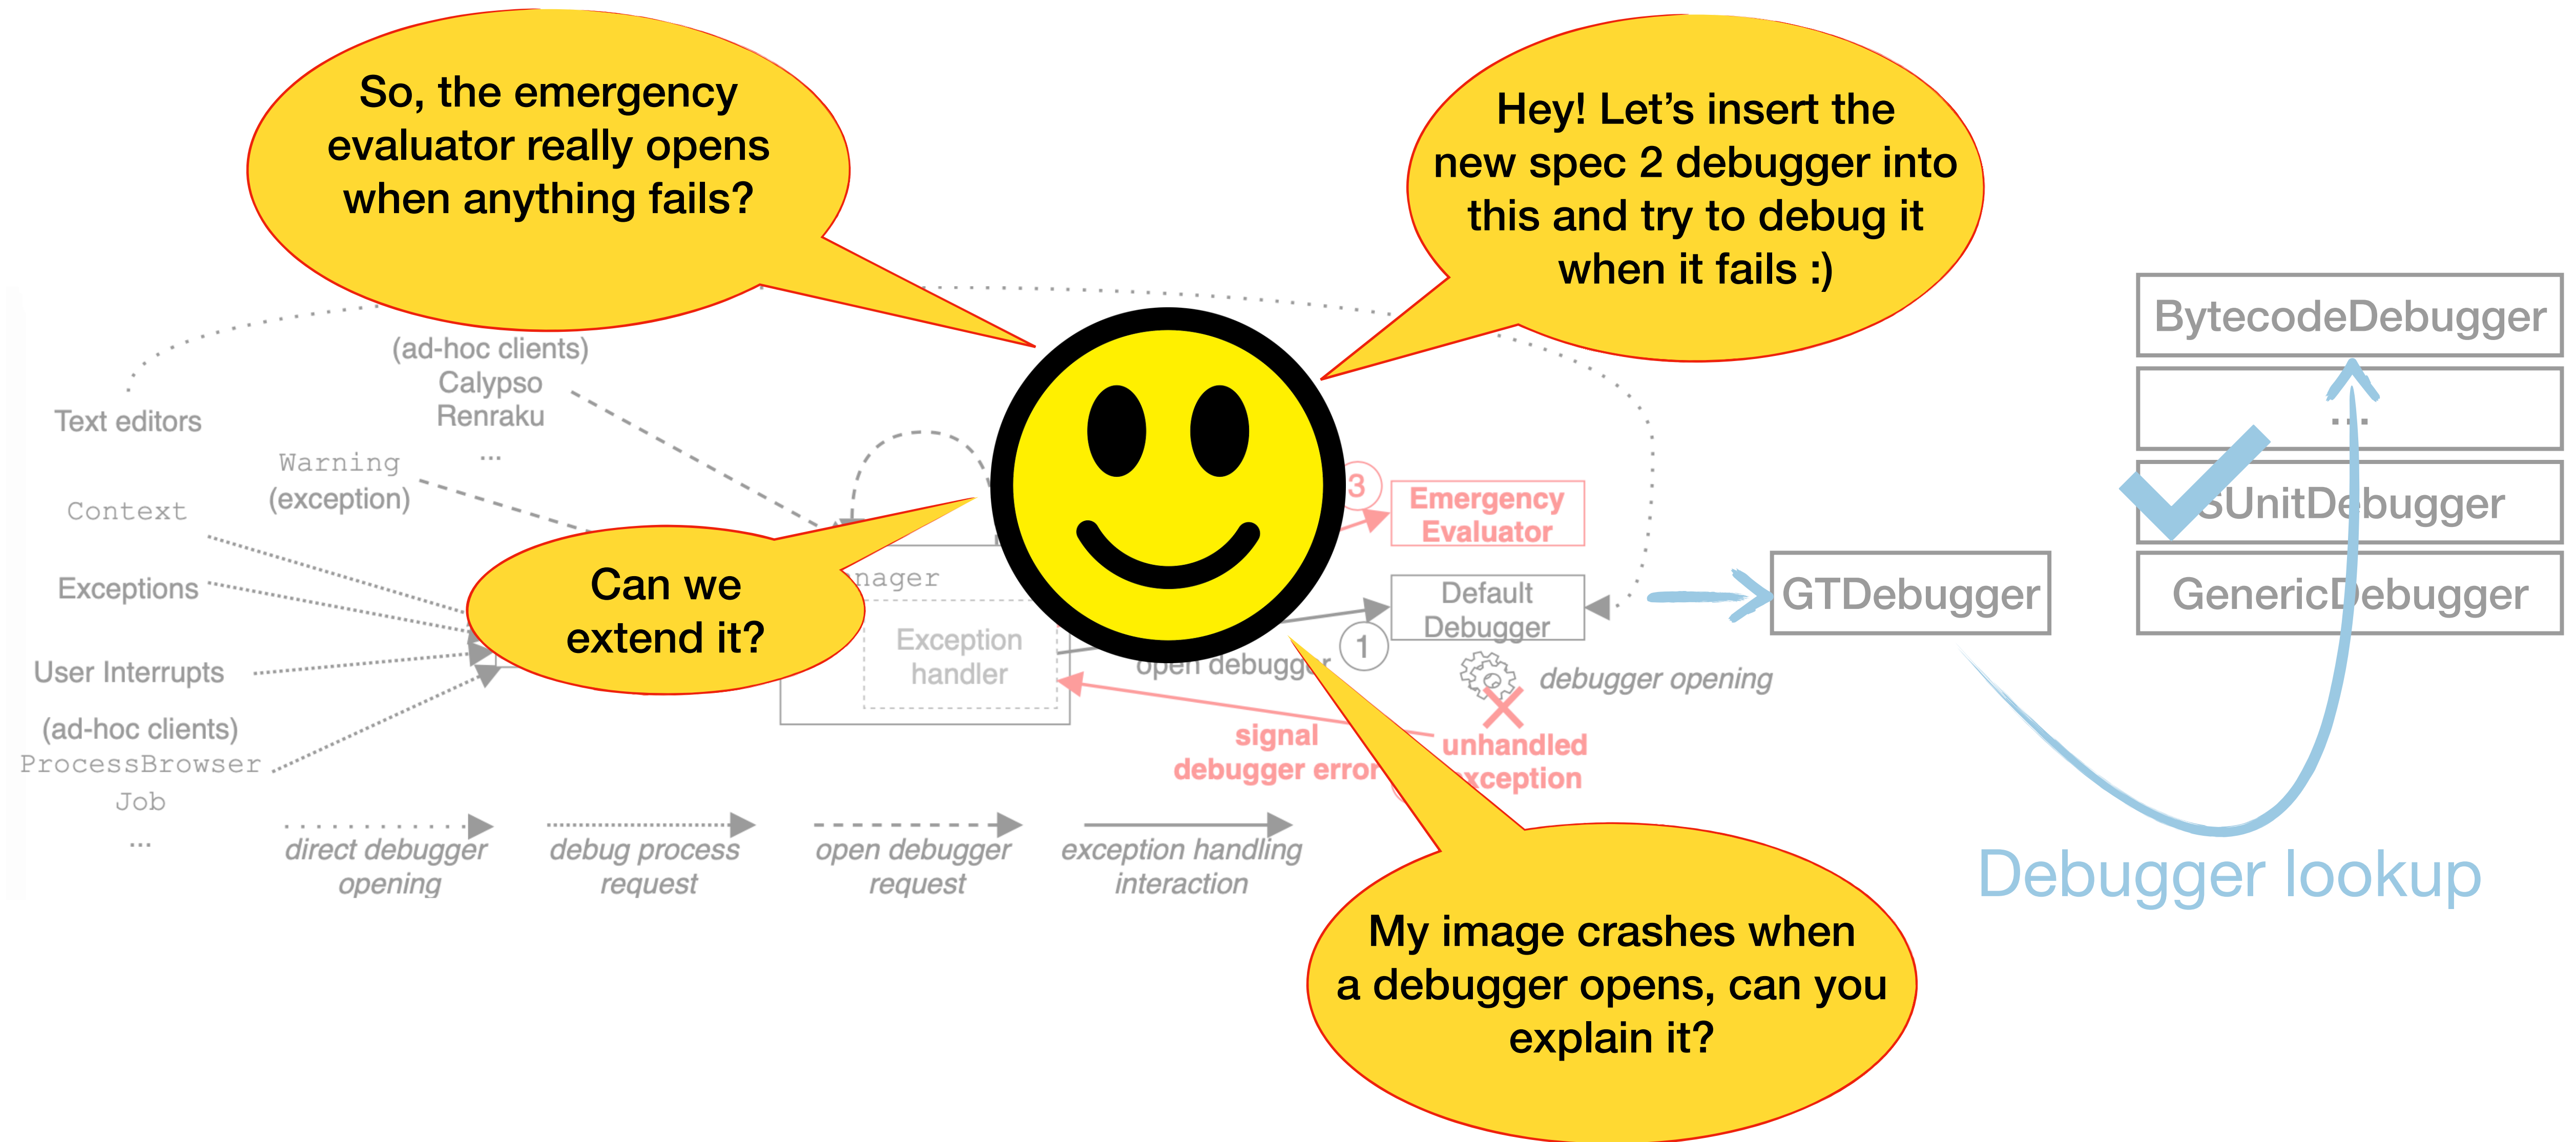 So, the emergency
evaluator really opens
when anything fails?
Hey! Let's insert the
new spec 2 debugger into
this and try to debug it
when it fails :)
Can we
extend it?
My image crashes when
a debugger opens, can you
explain it?
(ad-hoc clients)
Calypso
Renraku
...
Text editors
Warning
(exception)
Context
Exceptions
User Interrupts
(ad-hoc clients)
ProcessBrowser
Job
...
nager
Exception
handler
3
Emergency
Evaluator
Default
Debugger
1
open debugger
debugger opening
signal
debugger error
unhandled
exception
direct debugger
opening
debug process
request
open debugger
request
exception handling
interaction
GTDebugger
BytecodeDebugger
...
SUnitDebugger
GenericDebugger
Debugger lookup